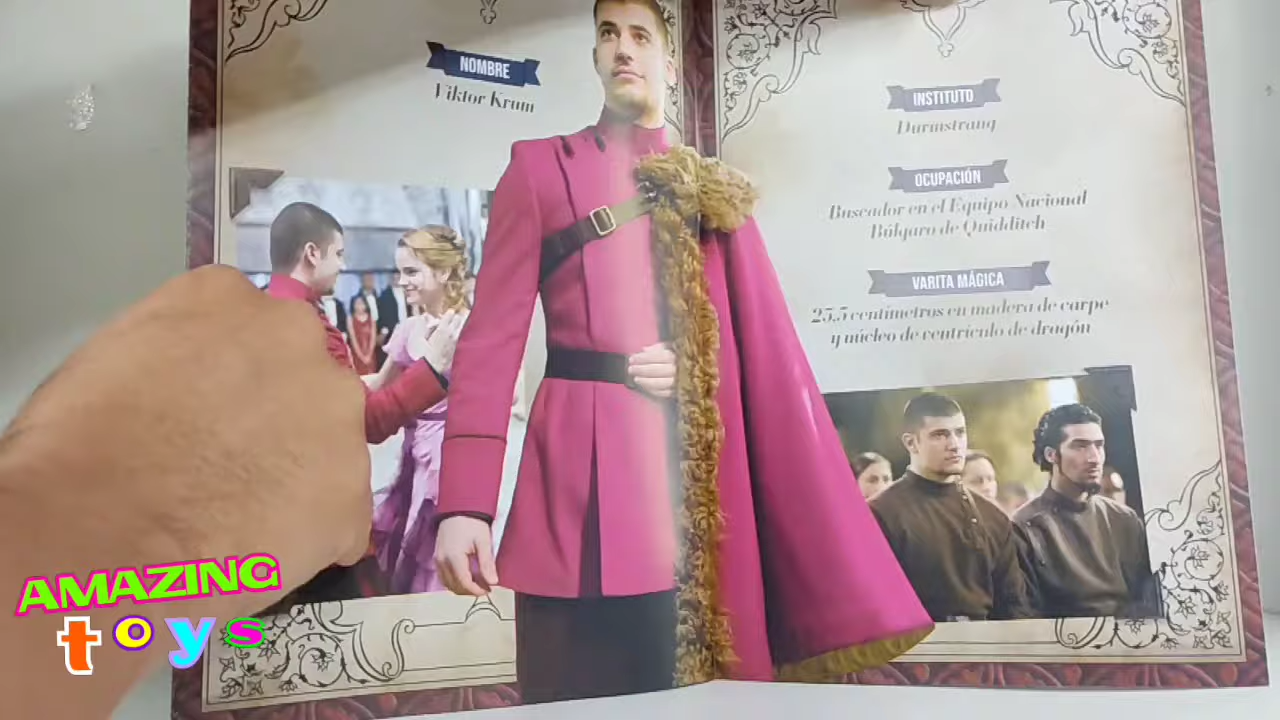 NOMBRE
Viktor Krum
INSTITUTO
Durmstrang
OCUPACIÓN
Buscador en el Equipo Nacional
Búlgaro de Quidditch
VARITA MÁGICA
25.5 centímetros en madera de carpe
y núcleo de ventrículo de dragón
AMAZING
toys